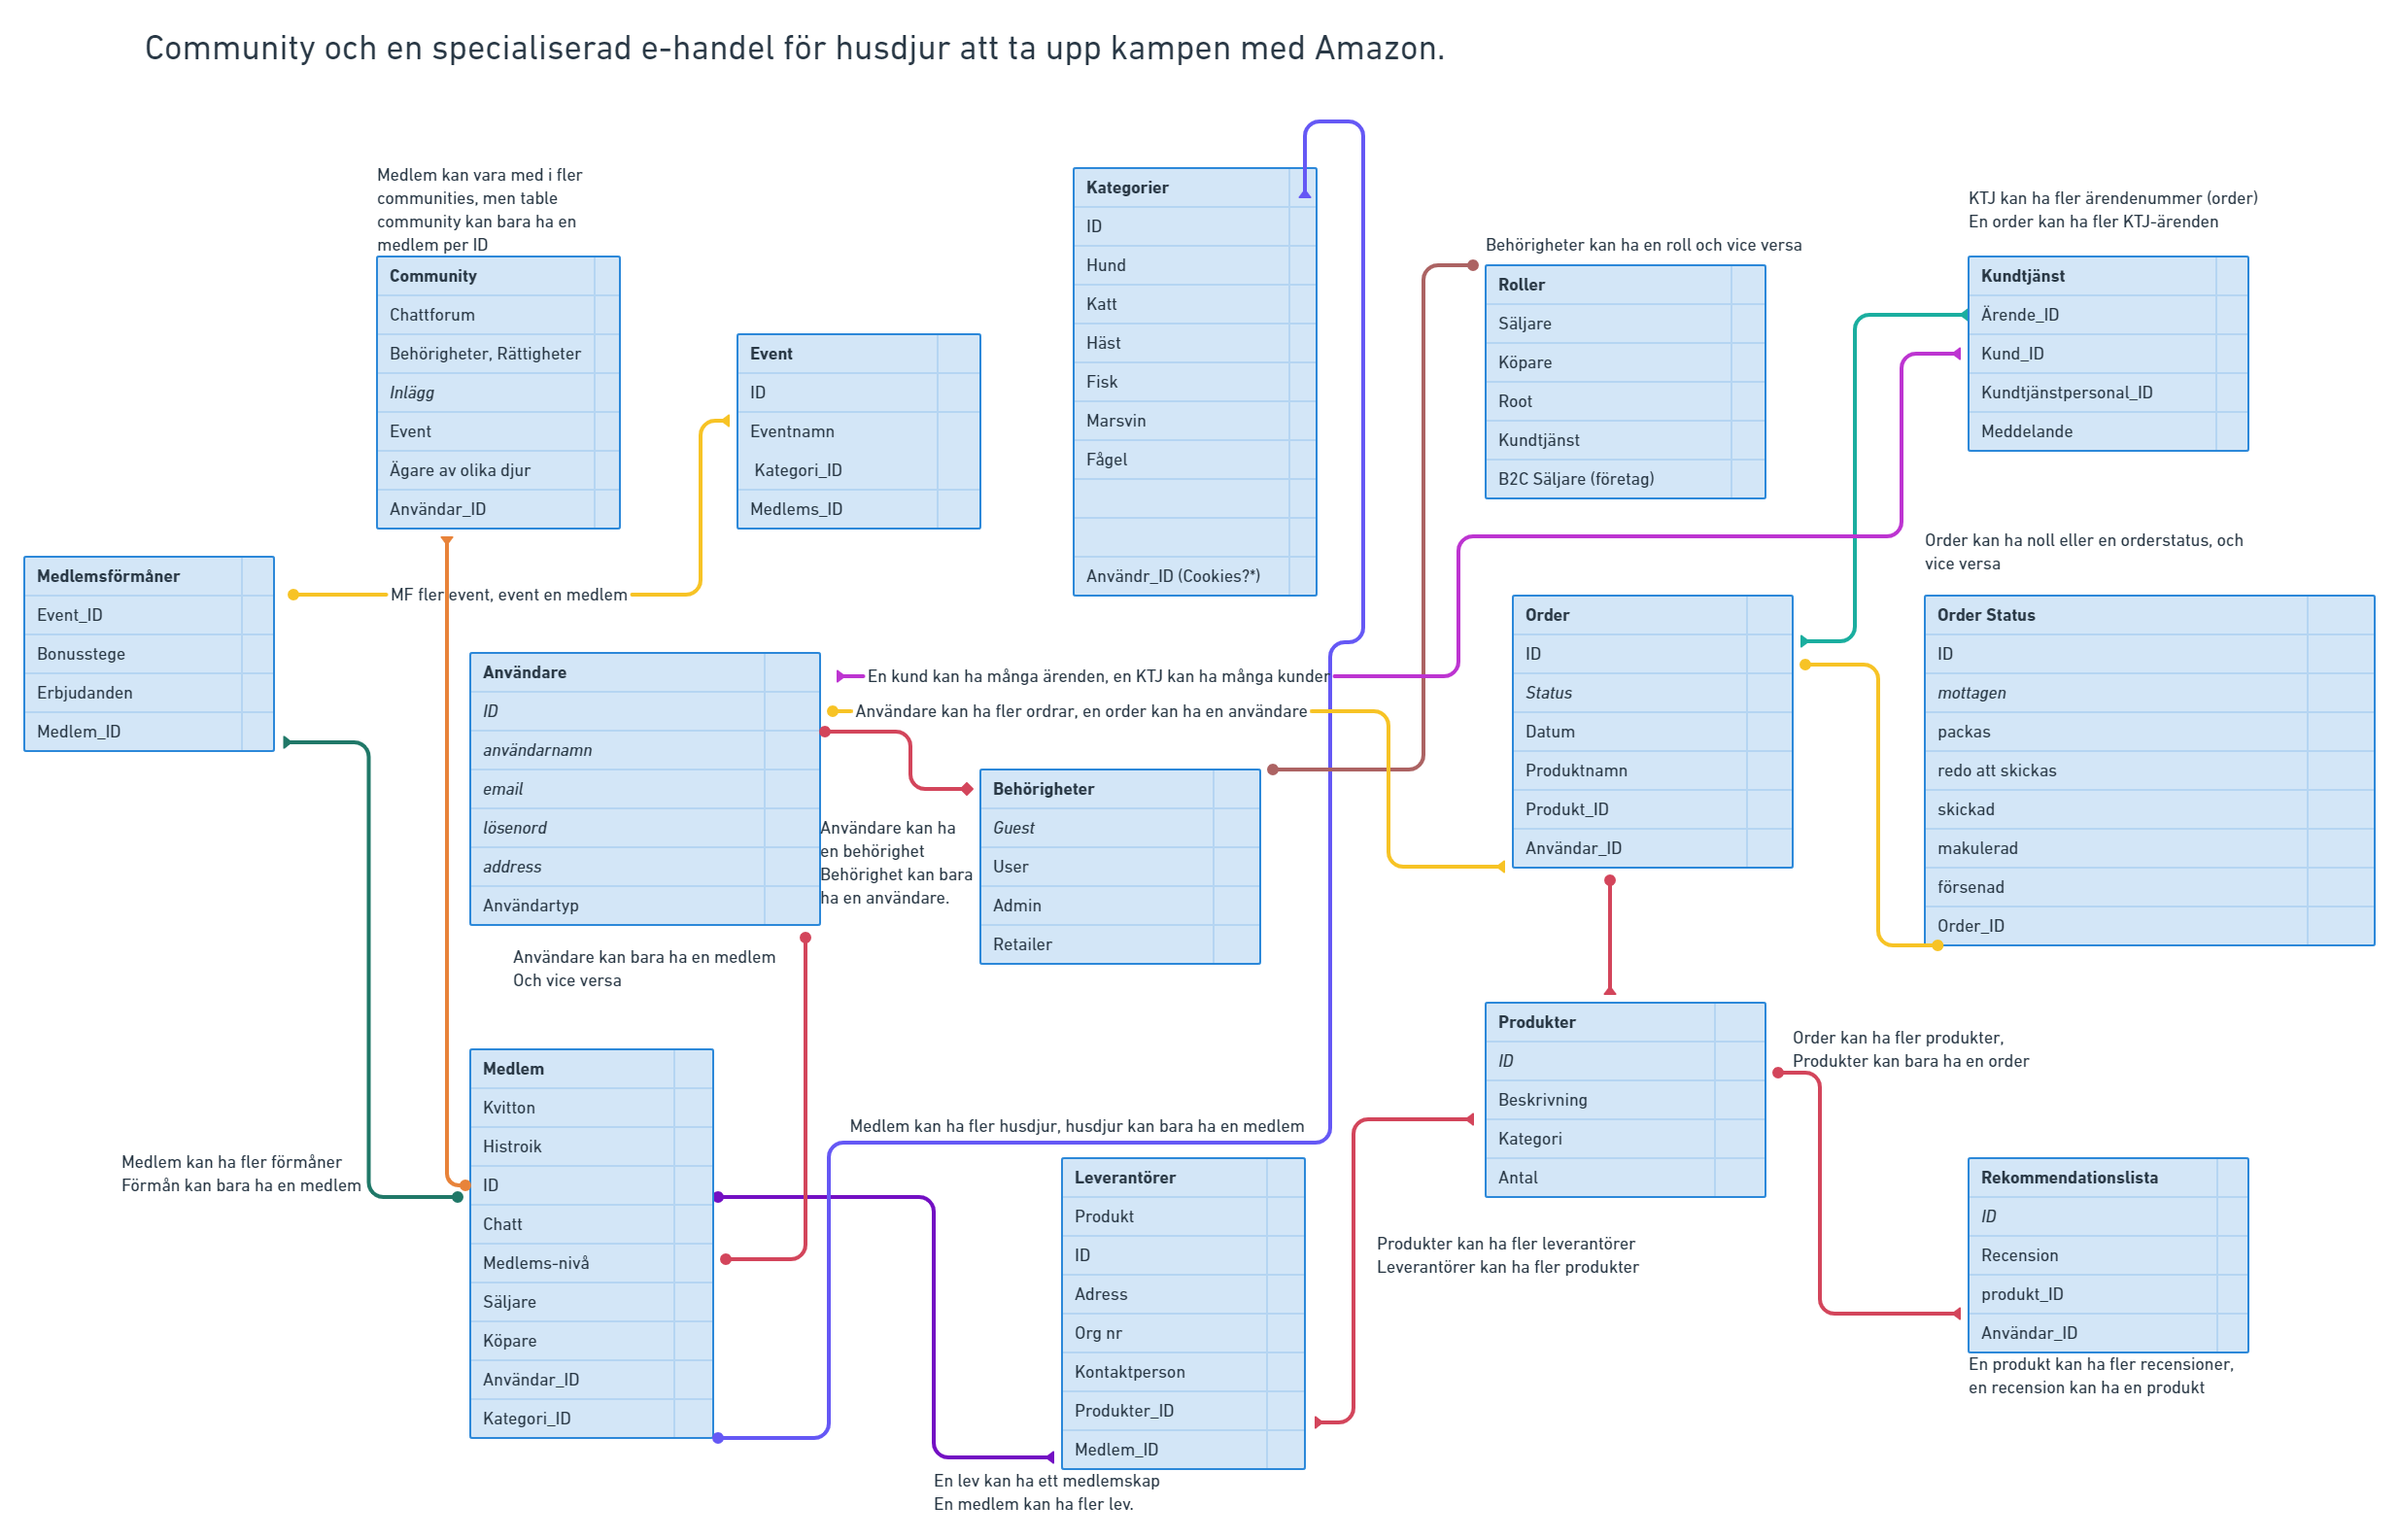 Community och en specialiserad e-handel för husdjur att ta upp kampen med Amazon.
Medlem kan vara med i fler
communities, men table
community kan bara ha en
medlem per ID
Community
Chattforum
Behörigheter, Rättigheter
Inlägg
Event
Ägare av olika djur
Användar_ID
Event
ID
Eventnamn
Kategori_ID
Medlems_ID
Kategorier
ID
Hund
Katt
Häst
Fisk
Marsvin
Fågel
Användr_ID (Cookies?*)
Behörigheter kan ha en roll och vice versa
Roller
Säljare
Köpare
Root
Kundtjänst
B2C Säljare (företag)
KTJ kan ha fler ärendenummer (order)
En order kan ha fler KTJ-ärenden
Kundtjänst
Ärende_ID
Kund_ID
Kundtjänstpersonal_ID
Meddelande
Medlemsförmåner
Event_ID
Bonusstege
Erbjudanden
Medlem_ID
MF fler event, event en medlem
Användare
ID
användarnamn
email
lösenord
address
Användartyp
En kund kan ha många ärenden, en KTJ kan ha många kunder
Användare kan ha fler ordrar, en order kan ha en användare
Användare kan ha
en behörighet
Behörighet kan bara
ha en användare.
Behörigheter
Guest
User
Admin
Retailer
Order
ID
Status
Datum
Produktnamn
Produkt_ID
Användar_ID
Order kan ha noll eller en orderstatus, och
vice versa
Order Status
ID
mottagen
packas
redo att skickas
skickad
makulerad
försenad
Order_ID
Användare kan bara ha en medlem
Och vice versa
Medlem
Kvitton
Histroik
ID
Chatt
Medlems-nivå
Säljare
Köpare
Användar_ID
Kategori_ID
Medlem kan ha fler förmåner
Förmån kan bara ha en medlem
Medlem kan ha fler husdjur, husdjur kan bara ha en medlem
Leverantörer
Produkt
ID
Adress
Org nr
Kontaktperson
Produkter_ID
Medlem_ID
En lev kan ha ett medlemskap
En medlem kan ha fler lev.
Produkter
ID
Beskrivning
Kategori
Antal
Order kan ha fler produkter,
Produkter kan bara ha en order
Produkter kan ha fler leverantörer
Leverantörer kan ha fler produkter
Rekommendationslista
ID
Recension
produkt_ID
Användar_ID
En produkt kan ha fler recensioner,
en recension kan ha en produkt